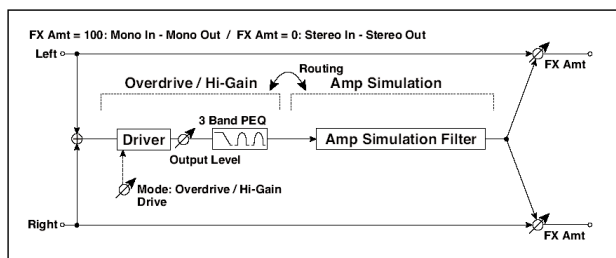 FX Amt = 100: Mono In - Mono Out / FX Amt = 0: Stereo In - Stereo Out
Left
FX Amt
Routing
Overdrive / Hi-Gain
Amp Simulation
3 Band PEQ
Driver
Amp Simulation Filter
Output Level
Mode: Overdrive / Hi-Gain
Drive
Right
FX Amt